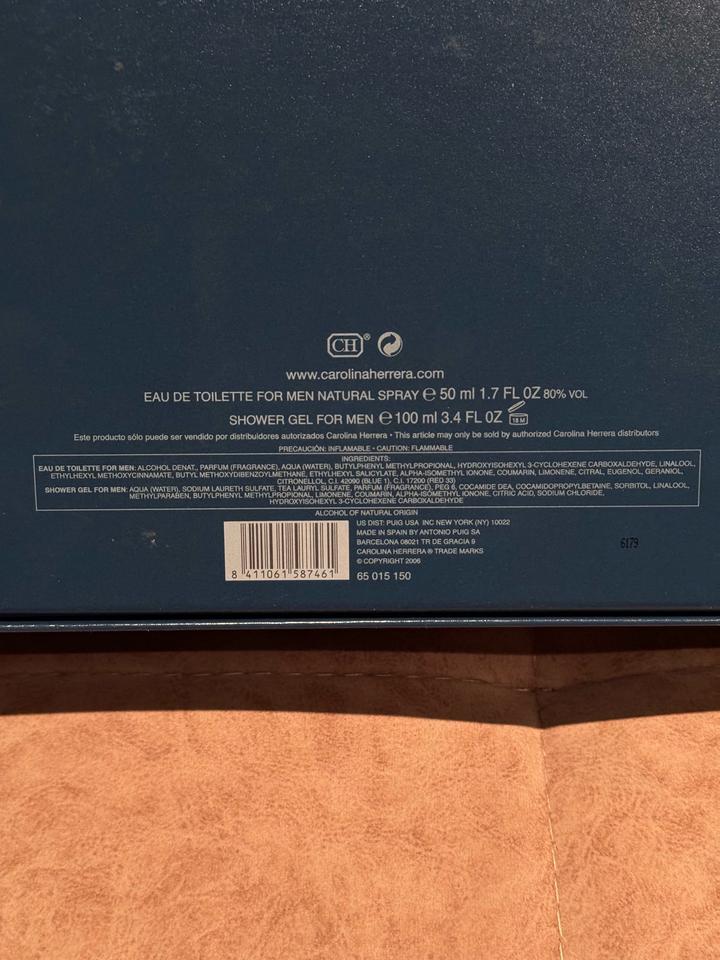 CH®
www.carolinaherrera.com
EAU DE TOILETTE FOR MEN NATURAL SPRAY ℮ 50 ml 1.7 FL OZ 80% VOL
SHOWER GEL FOR MEN ℮ 100 ml 3.4 FL OZ 18 M
Este producto sólo puede ser vendido por distribuidores autorizados Carolina Herrera • This article may only be sold by authorized Carolina Herrera distributors
PRECAUCIÓN: INFLAMABLE • CAUTION: FLAMMABLE
INGREDIENTS:
EAU DE TOILETTE FOR MEN: ALCOHOL DENAT., PARFUM (FRAGRANCE), AQUA (WATER), BUTYLPHENYL METHYLPROPIONAL, HYDROXYISOHEXYL 3-CYCLOHEXENE CARBOXALDEHYDE, LINALOOL,
ETHYLHEXYL METHOXYCINNAMATE, BUTYL METHOXYDIBENZOYLMETHANE, ETHYLHEXYL SALICYLATE, ALPHA-ISOMETHYL IONONE, COUMARIN, LIMONENE, CITRAL, EUGENOL, GERANIOL,
CITRONELLOL, C.I. 42090 (BLUE 1), C.I. 17200 (RED 33)
SHOWER GEL FOR MEN: AQUA (WATER), SODIUM LAURETH SULFATE, TEA LAURYL SULFATE, PARFUM (FRAGRANCE), PEG 6, COCAMIDE DEA, COCAMIDOPROPYLBETAINE, SORBITOL, LINALOOL,
METHYLPARABEN, BUTYLPHENYL METHYLPROPIONAL, LIMONENE, COUMARIN, ALPHA-ISOMETHYL IONONE, CITRIC ACID, SODIUM CHLORIDE,
HYDROXYISOHEXYL 3-CYCLOHEXENE CARBOXALDEHYDE
ALCOHOL OF NATURAL ORIGIN
US DIST: PUIG USA INC NEW YORK (NY) 10022
MADE IN SPAIN BY ANTONIO PUIG SA
BARCELONA 08021 TR DE GRACIA 9
CAROLINA HERRERA ® TRADE MARKS
© COPYRIGHT 2006
65 015 150
8 411061 587461
6179